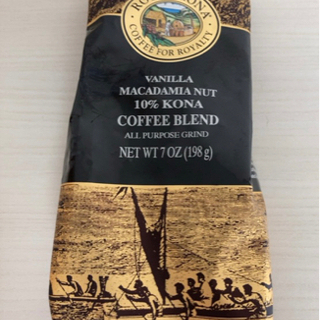 COFFEE FOR ROYALTY
VANILLA
MACADAMIA NUT
10% KONA
COFFEE BLEND
ALL PURPOSE GRIND
NET WT 7 OZ (198 g)